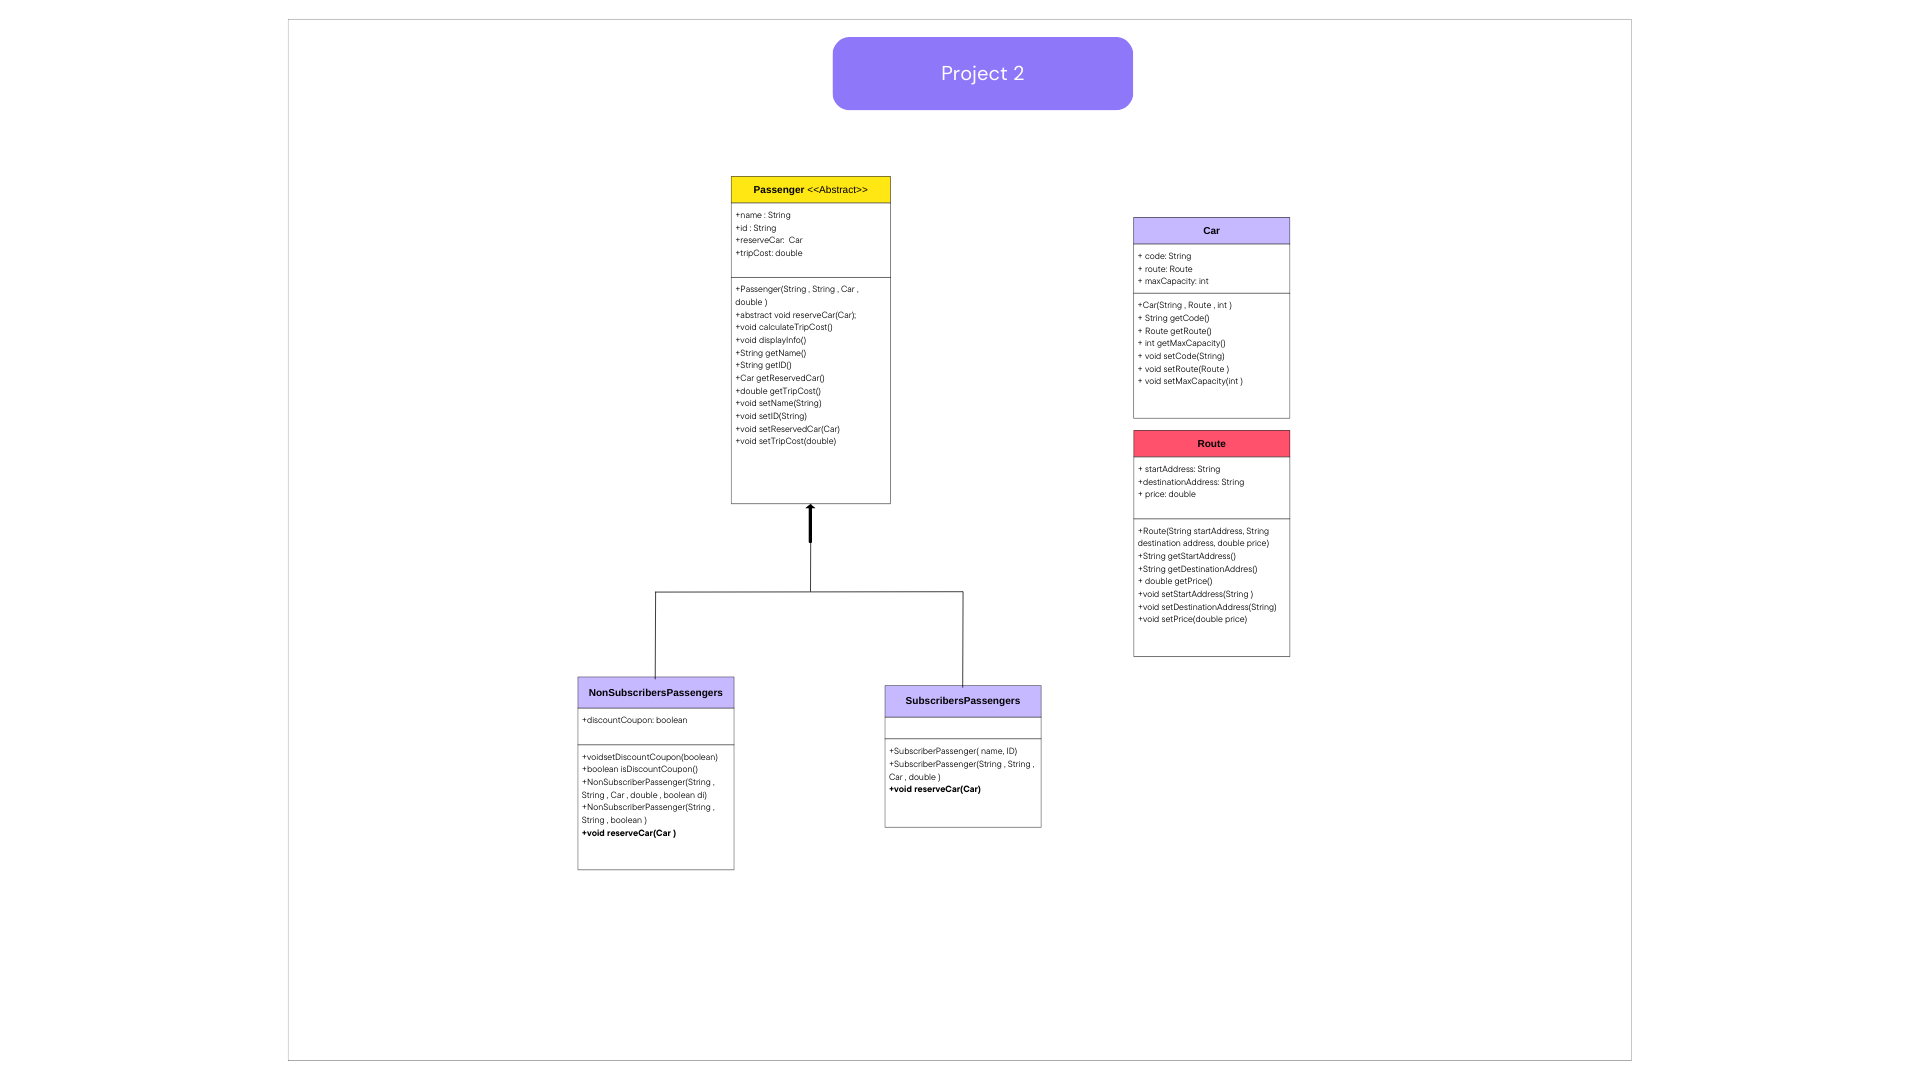 Project 2
Passenger <<Abstract>>
+name : String
+id : String
+reserveCar:  Car
+tripCost: double
+Passenger(String , String , Car ,
double )
+abstract void reserveCar(Car);
+void calculateTripCost()
+void displayInfo()
+String getName()
+String getID()
+Car getReservedCar()
+double getTripCost()
+void setName(String)
+void setID(String)
+void setReservedCar(Car)
+void setTripCost(double)
Car
+ code: String
+ route: Route
+ maxCapacity: int
+Car(String , Route , int )
+ String getCode()
+ Route getRoute()
+ int getMaxCapacity()
+ void setCode(String)
+ void setRoute(Route )
+ void setMaxCapacity(int )
Route
+ startAddress: String
+destinationAddress: String
+ price: double
+Route(String startAddress, String
destination address, double price)
+String getStartAddress()
+String getDestinationAddres()
+ double getPrice()
+void setStartAddress(String )
+void setDestinationAddress(String)
+void setPrice(double price)
NonSubscribersPassengers
+discountCoupon: boolean
+voidsetDiscountCoupon(boolean)
+boolean isDiscountCoupon()
+NonSubscriberPassenger(String ,
String , Car , double , boolean di)
+NonSubscriberPassenger(String ,
String , boolean )
+void reserveCar(Car )
SubscribersPassengers
+SubscriberPassenger( name, ID)
+SubscriberPassenger(String , String ,
Car , double )
+void reserveCar(Car)